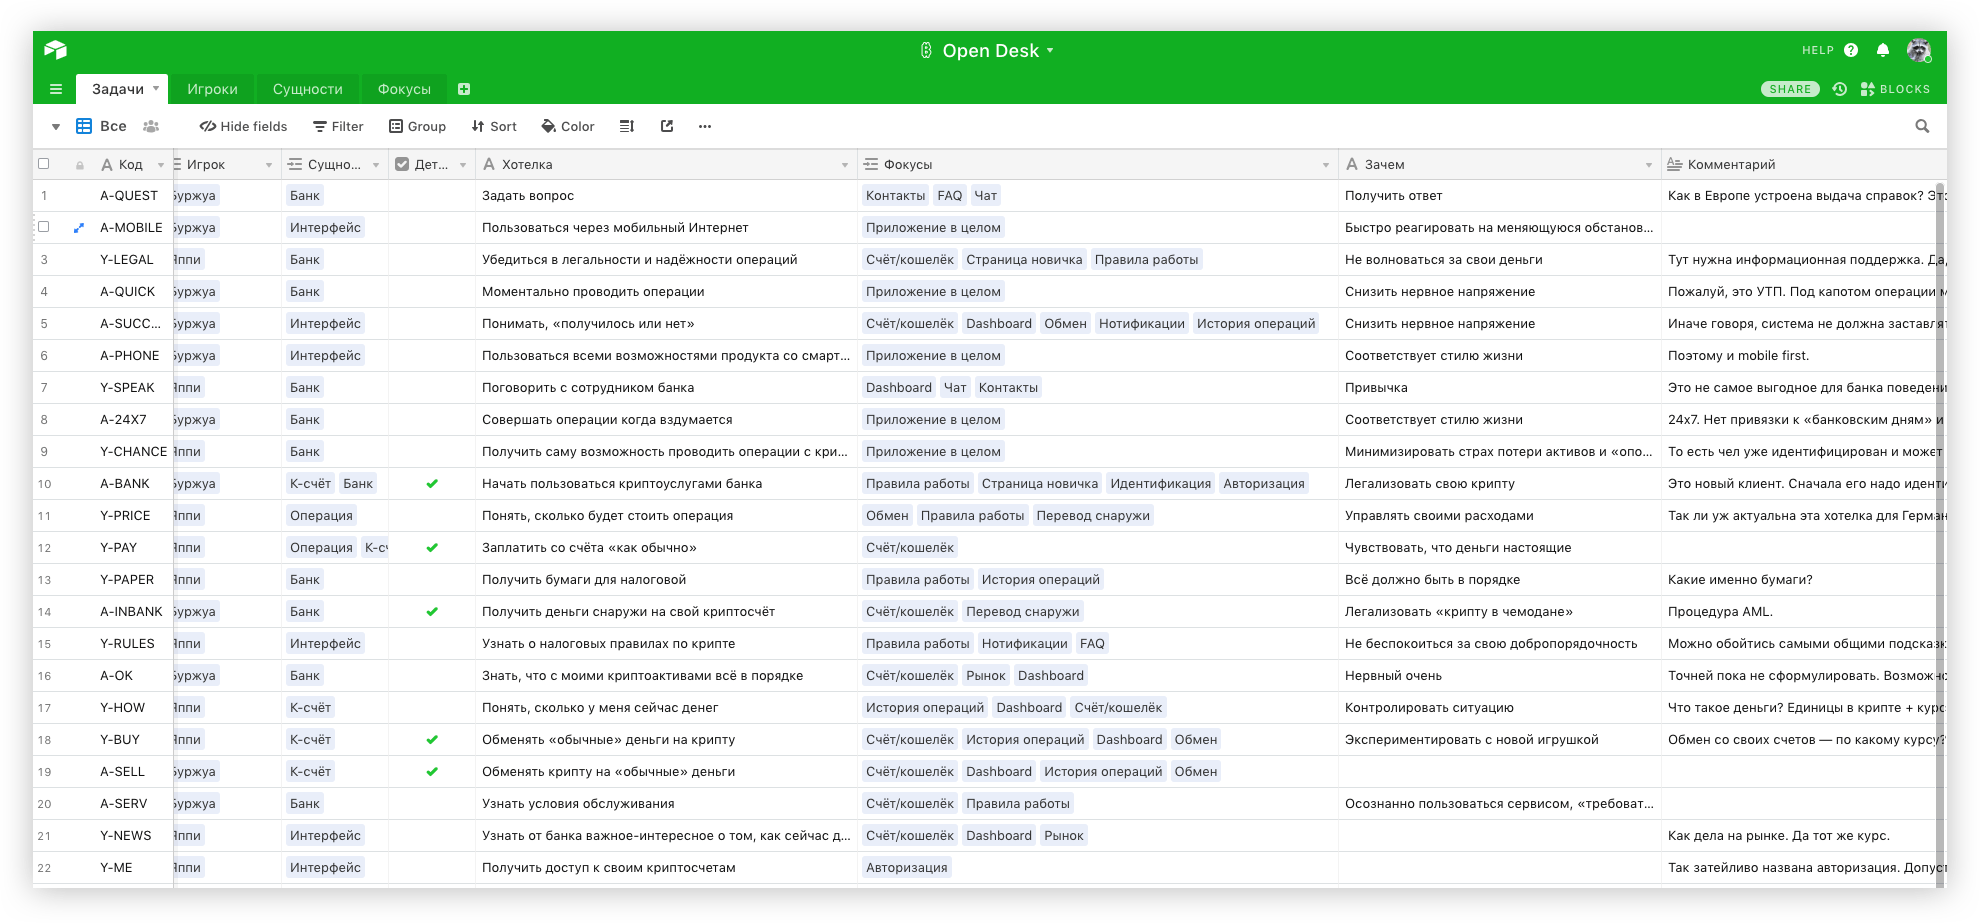 Open Desk
HELP
Задачи Игроки Сущности Фокусы
SHARE BLOCKS
Все Hide fields Filter Group Sort Color
Код Игрок Сущно... Дет... Хотелка Фокусы Зачем Комментарий
1 A-QUEST Буржуа Банк Задать вопрос Контакты FAQ Чат Получить ответ Как в Европе устроена выдача справок?
A-MOBILE Буржуа Интерфейс Пользоваться через мобильный Интернет Приложение в целом Быстро реагировать на меняющуюся обстанов...
3 Y-LEGAL Яппи Банк Убедиться в легальности и надёжности операций Счёт/кошелёк Страница новичка Правила работы Не волноваться за свои деньги Тут нужна информационная поддержка.
4 A-QUICK Буржуа Банк Моментально проводить операции Приложение в целом Снизить нервное напряжение Пожалуй, это УТП. Под капотом операции
5 A-SUCC... Буржуа Интерфейс Понимать, «получилось или нет» Счёт/кошелёк Dashboard Обмен Нотификации История операций Снизить нервное напряжение Иначе говоря, система не должна
6 A-PHONE Буржуа Интерфейс Пользоваться всеми возможностями продукта со смарт... Приложение в целом Соответствует стилю жизни Поэтому и mobile first.
7 Y-SPEAK Яппи Банк Поговорить с сотрудником банка Dashboard Чат Контакты Привычка Это не самое выгодное для банка
8 A-24X7 Буржуа Банк Совершать операции когда вздумается Приложение в целом Соответствует стилю жизни 24x7. Нет привязки к «банковским дням» и
9 Y-CHANCE Яппи Банк Получить саму возможность проводить операции с кри... Приложение в целом Минимизировать страх потери активов и «опо... То есть чел уже идентифицирован и может
10 A-BANK Буржуа К-счёт Банк Начать пользоваться криптоуслугами банка Правила работы Страница новичка Идентификация Авторизация Легализовать свою крипту Это новый клиент. Сначала его надо
11 Y-PRICE Яппи Операция Понять, сколько будет стоить операция Обмен Правила работы Перевод снаружи Управлять своими расходами Так ли уж актуальна эта хотелка для
12 Y-PAY Яппи Операция К-сч Заплатить со счёта «как обычно» Счёт/кошелёк Чувствовать, что деньги настоящие
13 Y-PAPER Яппи Банк Получить бумаги для налоговой Правила работы История операций Всё должно быть в порядке Какие именно бумаги?
14 A-INBANK Буржуа Банк Получить деньги снаружи на свой криптосчёт Счёт/кошелёк Перевод снаружи Легализовать «крипту в чемодане» Процедура AML.
15 Y-RULES Яппи Интерфейс Узнать о налоговых правилах по крипте Правила работы Нотификации FAQ Не беспокоиться за свою добропорядочность Можно обойтись самыми общими
16 A-OK Буржуа Банк Знать, что с моими криптоактивами всё в порядке Счёт/кошелёк Рынок Dashboard Нервный очень Точней пока не сформулировать.
17 Y-HOW Яппи К-счёт Понять, сколько у меня сейчас денег История операций Dashboard Счёт/кошелёк Контролировать ситуацию Что такое деньги? Единицы в крипте +
18 Y-BUY Яппи К-счёт Обменять «обычные» деньги на крипту Счёт/кошелёк История операций Dashboard Обмен Экспериментировать с новой игрушкой Обмен со своих счетов — по какому курсу?
19 A-SELL Буржуа К-счёт Обменять крипту на «обычные» деньги Счёт/кошелёк Dashboard История операций Обмен
20 A-SERV Буржуа Банк Узнать условия обслуживания Счёт/кошелёк Правила работы Осознанно пользоваться сервисом, «требоват...
21 Y-NEWS Яппи Интерфейс Узнать от банка важное-интересное о том, как сейчас д... Счёт/кошелёк Dashboard Рынок Как дела на рынке. Да тот же курс.
22 Y-ME Яппи Интерфейс Получить доступ к своим криптосчетам Авторизация Так затейливо названа авторизация.